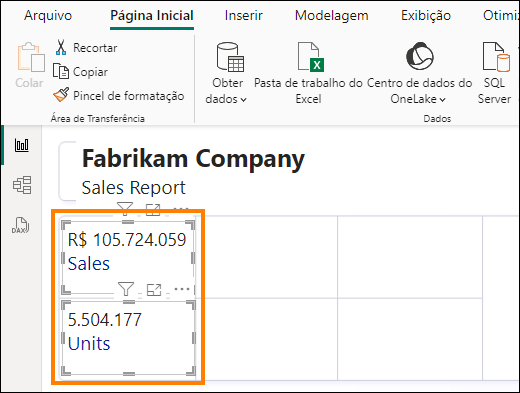 Arquivo Página Inicial Inserir Modelagem Exibição Otimiz
Colar
Recortar
Copiar
Pincel de formatação
Área de Transferência
Obter
dados
Pasta de trabalho do
Excel
Centro de dados do
OneLake
SQL
Server
Dados
DAX
Fabrikam Company
Sales Report
R$ 105.724.059
Sales
5.504.177
Units